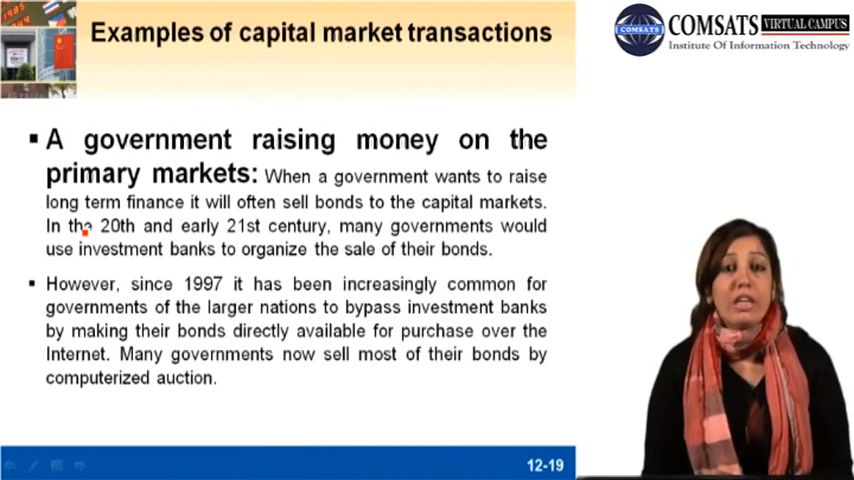 Examples of capital market transactions
COMSATS VIRTUAL CAMPUS
COMSATS
Institute Of Information Technology
▪ A government raising money on the
primary markets: When a government wants to raise
long term finance it will often sell bonds to the capital markets.
In the 20th and early 21st century, many governments would
use investment banks to organize the sale of their bonds.
▪ However, since 1997 it has been increasingly common for
governments of the larger nations to bypass investment banks
by making their bonds directly available for purchase over the
Internet. Many governments now sell most of their bonds by
computerized auction.
12-19